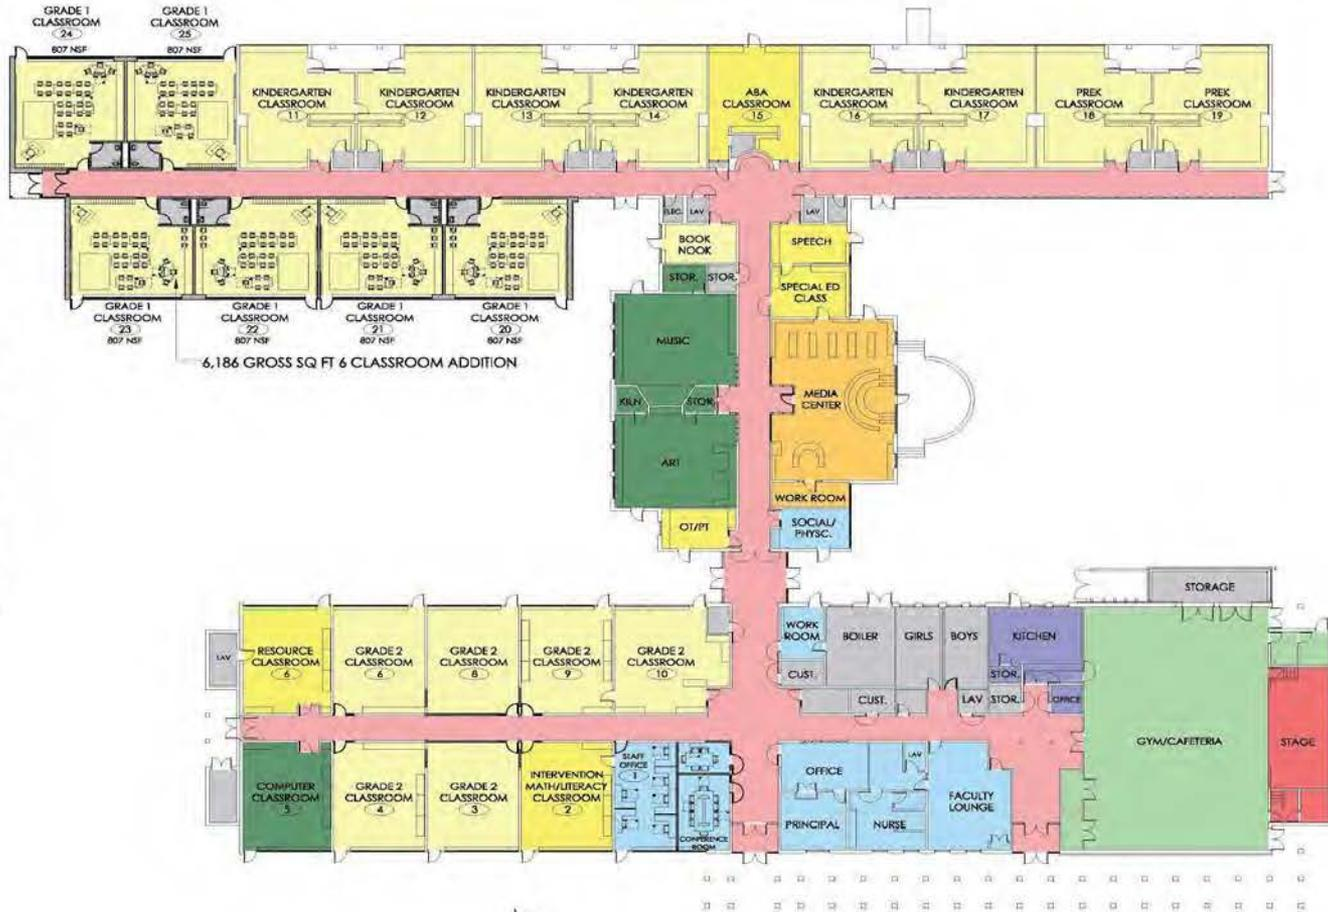 GRADE 1
CLASSROOM
24
807 NSF
GRADE 1
CLASSROOM
25
807 NSF
KINDERGARTEN
CLASSROOM
11
KINDERGARTEN
CLASSROOM
12
KINDERGARTEN
CLASSROOM
13
KINDERGARTEN
CLASSROOM
14
ABA
CLASSROOM
15
KINDERGARTEN
CLASSROOM
16
KINDERGARTEN
CLASSROOM
17
PREK
CLASSROOM
18
PREK
CLASSROOM
19
ELEC.
LAV
LAV
BOOK
NOOK
SPEECH
STOR.
STOR.
SPECIAL ED
CLASS
GRADE 1
CLASSROOM
23
807 NSF
GRADE 1
CLASSROOM
22
807 NSF
GRADE 1
CLASSROOM
21
807 NSF
GRADE 1
CLASSROOM
20
807 NSF
6,186 GROSS SQ FT 6 CLASSROOM ADDITION
MUSIC
KILN
STOR
MEDIA
CENTER
ART
WORK ROOM
OT/PT
SOCIAL/
PHYSC.
STORAGE
LAV
RESOURCE
CLASSROOM
6
GRADE 2
CLASSROOM
6
GRADE 2
CLASSROOM
8
GRADE 2
CLASSROOM
9
GRADE 2
CLASSROOM
10
WORK
ROOM
BOILER
GIRLS
BOYS
KITCHEN
CUST.
CUST.
LAV
STOR.
STOR.
OFFICE
GYM/CAFETERIA
STAGE
COMPUTER
CLASSROOM
5
GRADE 2
CLASSROOM
4
GRADE 2
CLASSROOM
3
INTERVENTION
MATH/LITERACY
CLASSROOM
2
STAFF
OFFICE
1
CONFERENCE
ROOM
OFFICE
LAV
PRINCIPAL
NURSE
FACULTY
LOUNGE